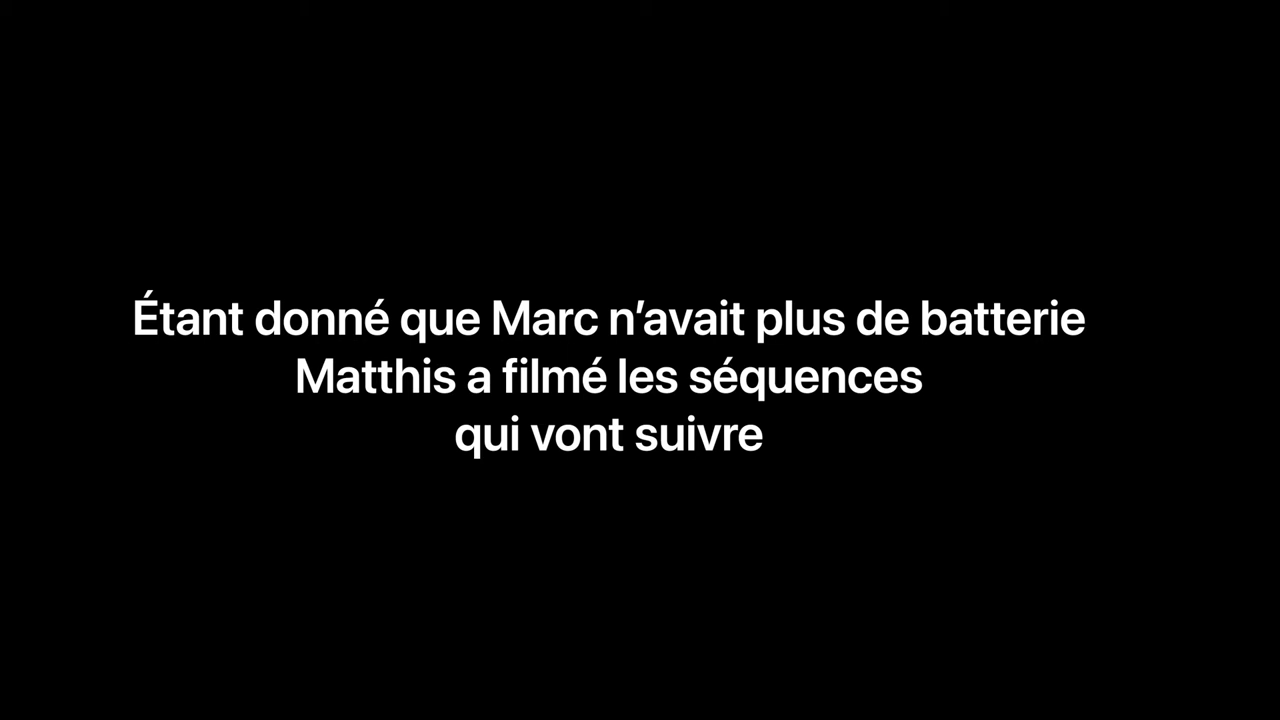 Étant donné que Marc n’avait plus de batterie
Matthis a filmé les séquences
qui vont suivre